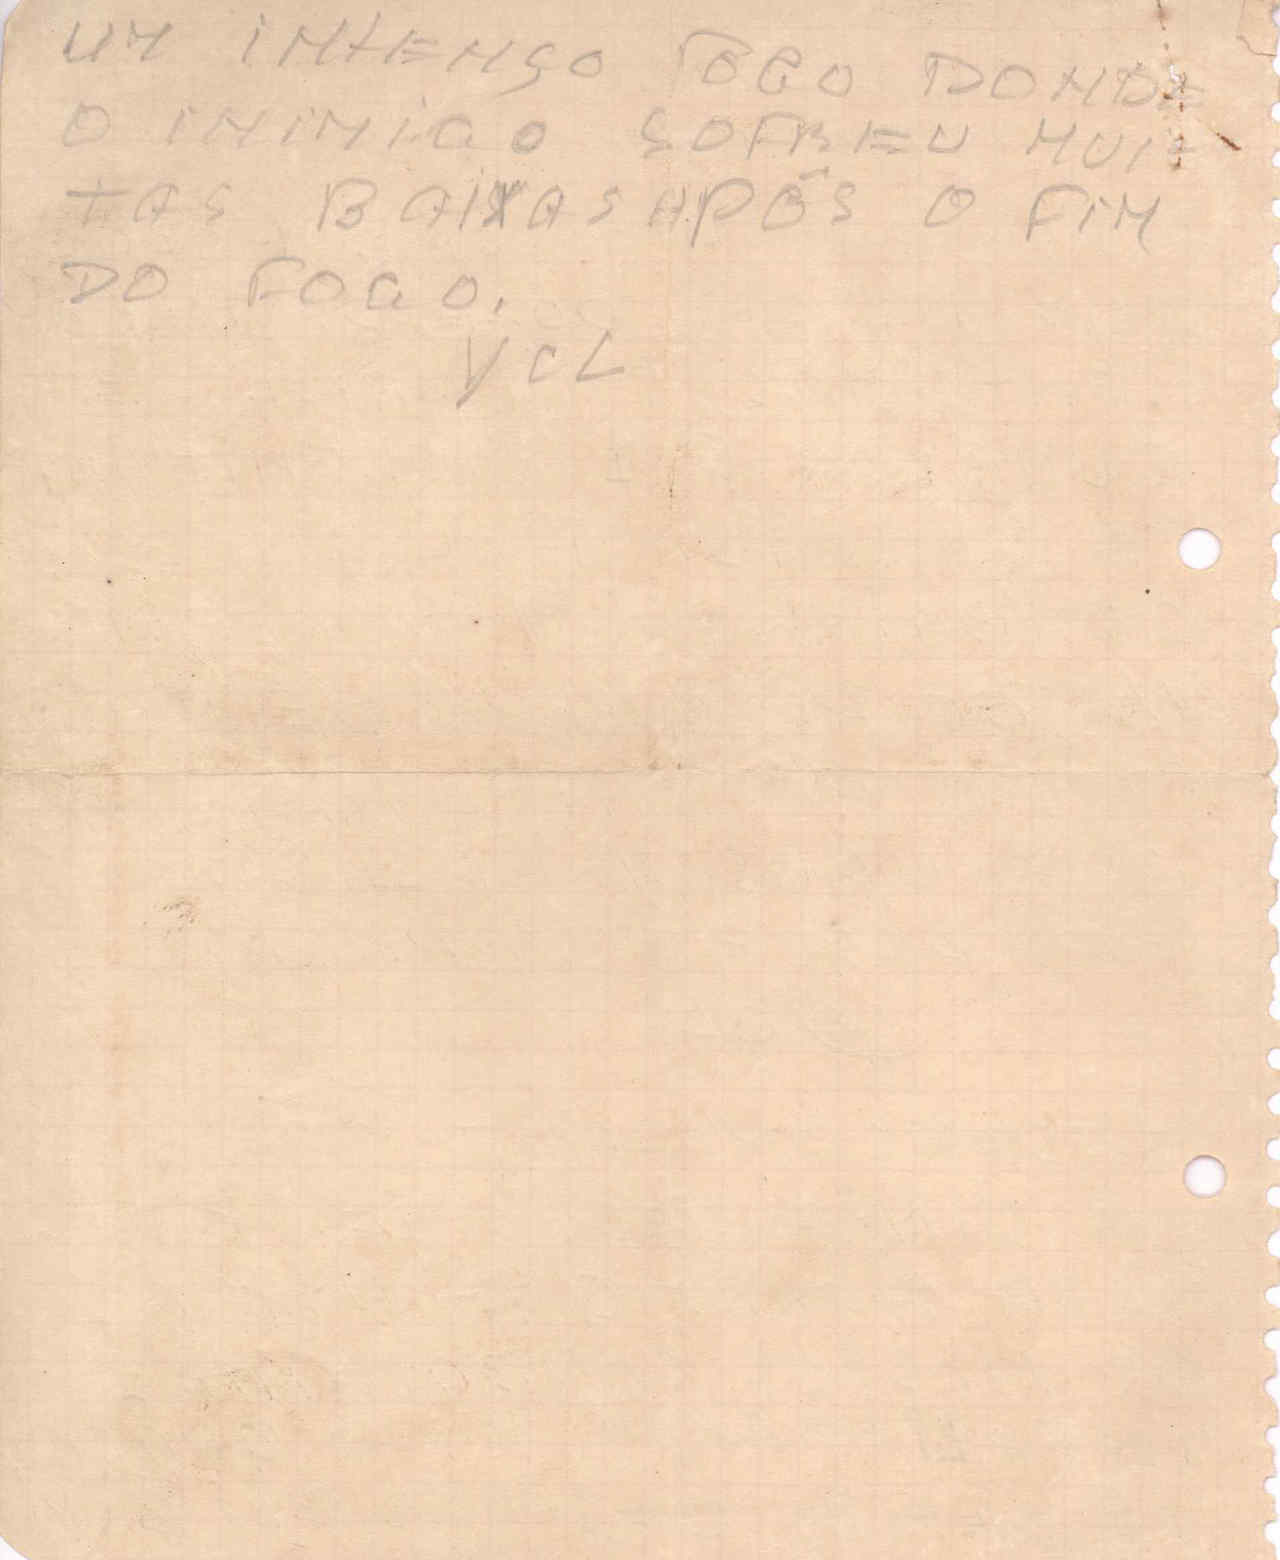 UM INTENSO FOGO DONDE
O INIMIGO SOFREU MUI-
TAS BAIXAS APÓS O FIM
DO FOGO.
VCL